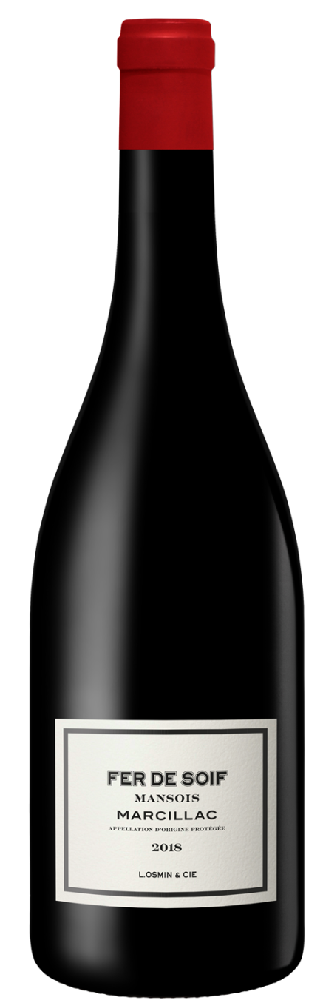 FER DE SOIF
MANSOIS
MARCILLAC
APPELLATION D'ORIGINE PROTÉGÉE
2018
L.OSMIN & CIE